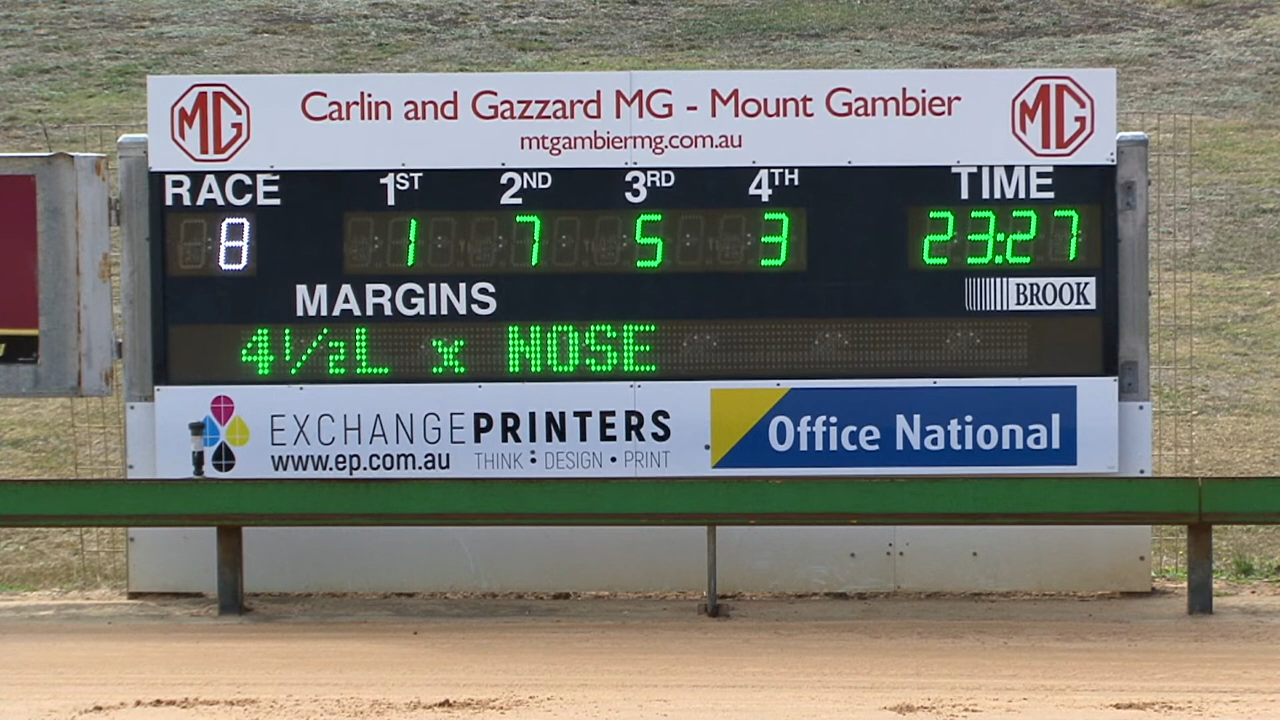 MG Carlin and Gazzard MG - Mount Gambier MG
mtgambiermg.com.au
RACE 1ST 2ND 3RD 4TH TIME
8 1 7 5 3 23:27
MARGINS BROOK
4½L x NOSE
EXCHANGEPRINTERS Office National
www.ep.com.au THINK • DESIGN • PRINT